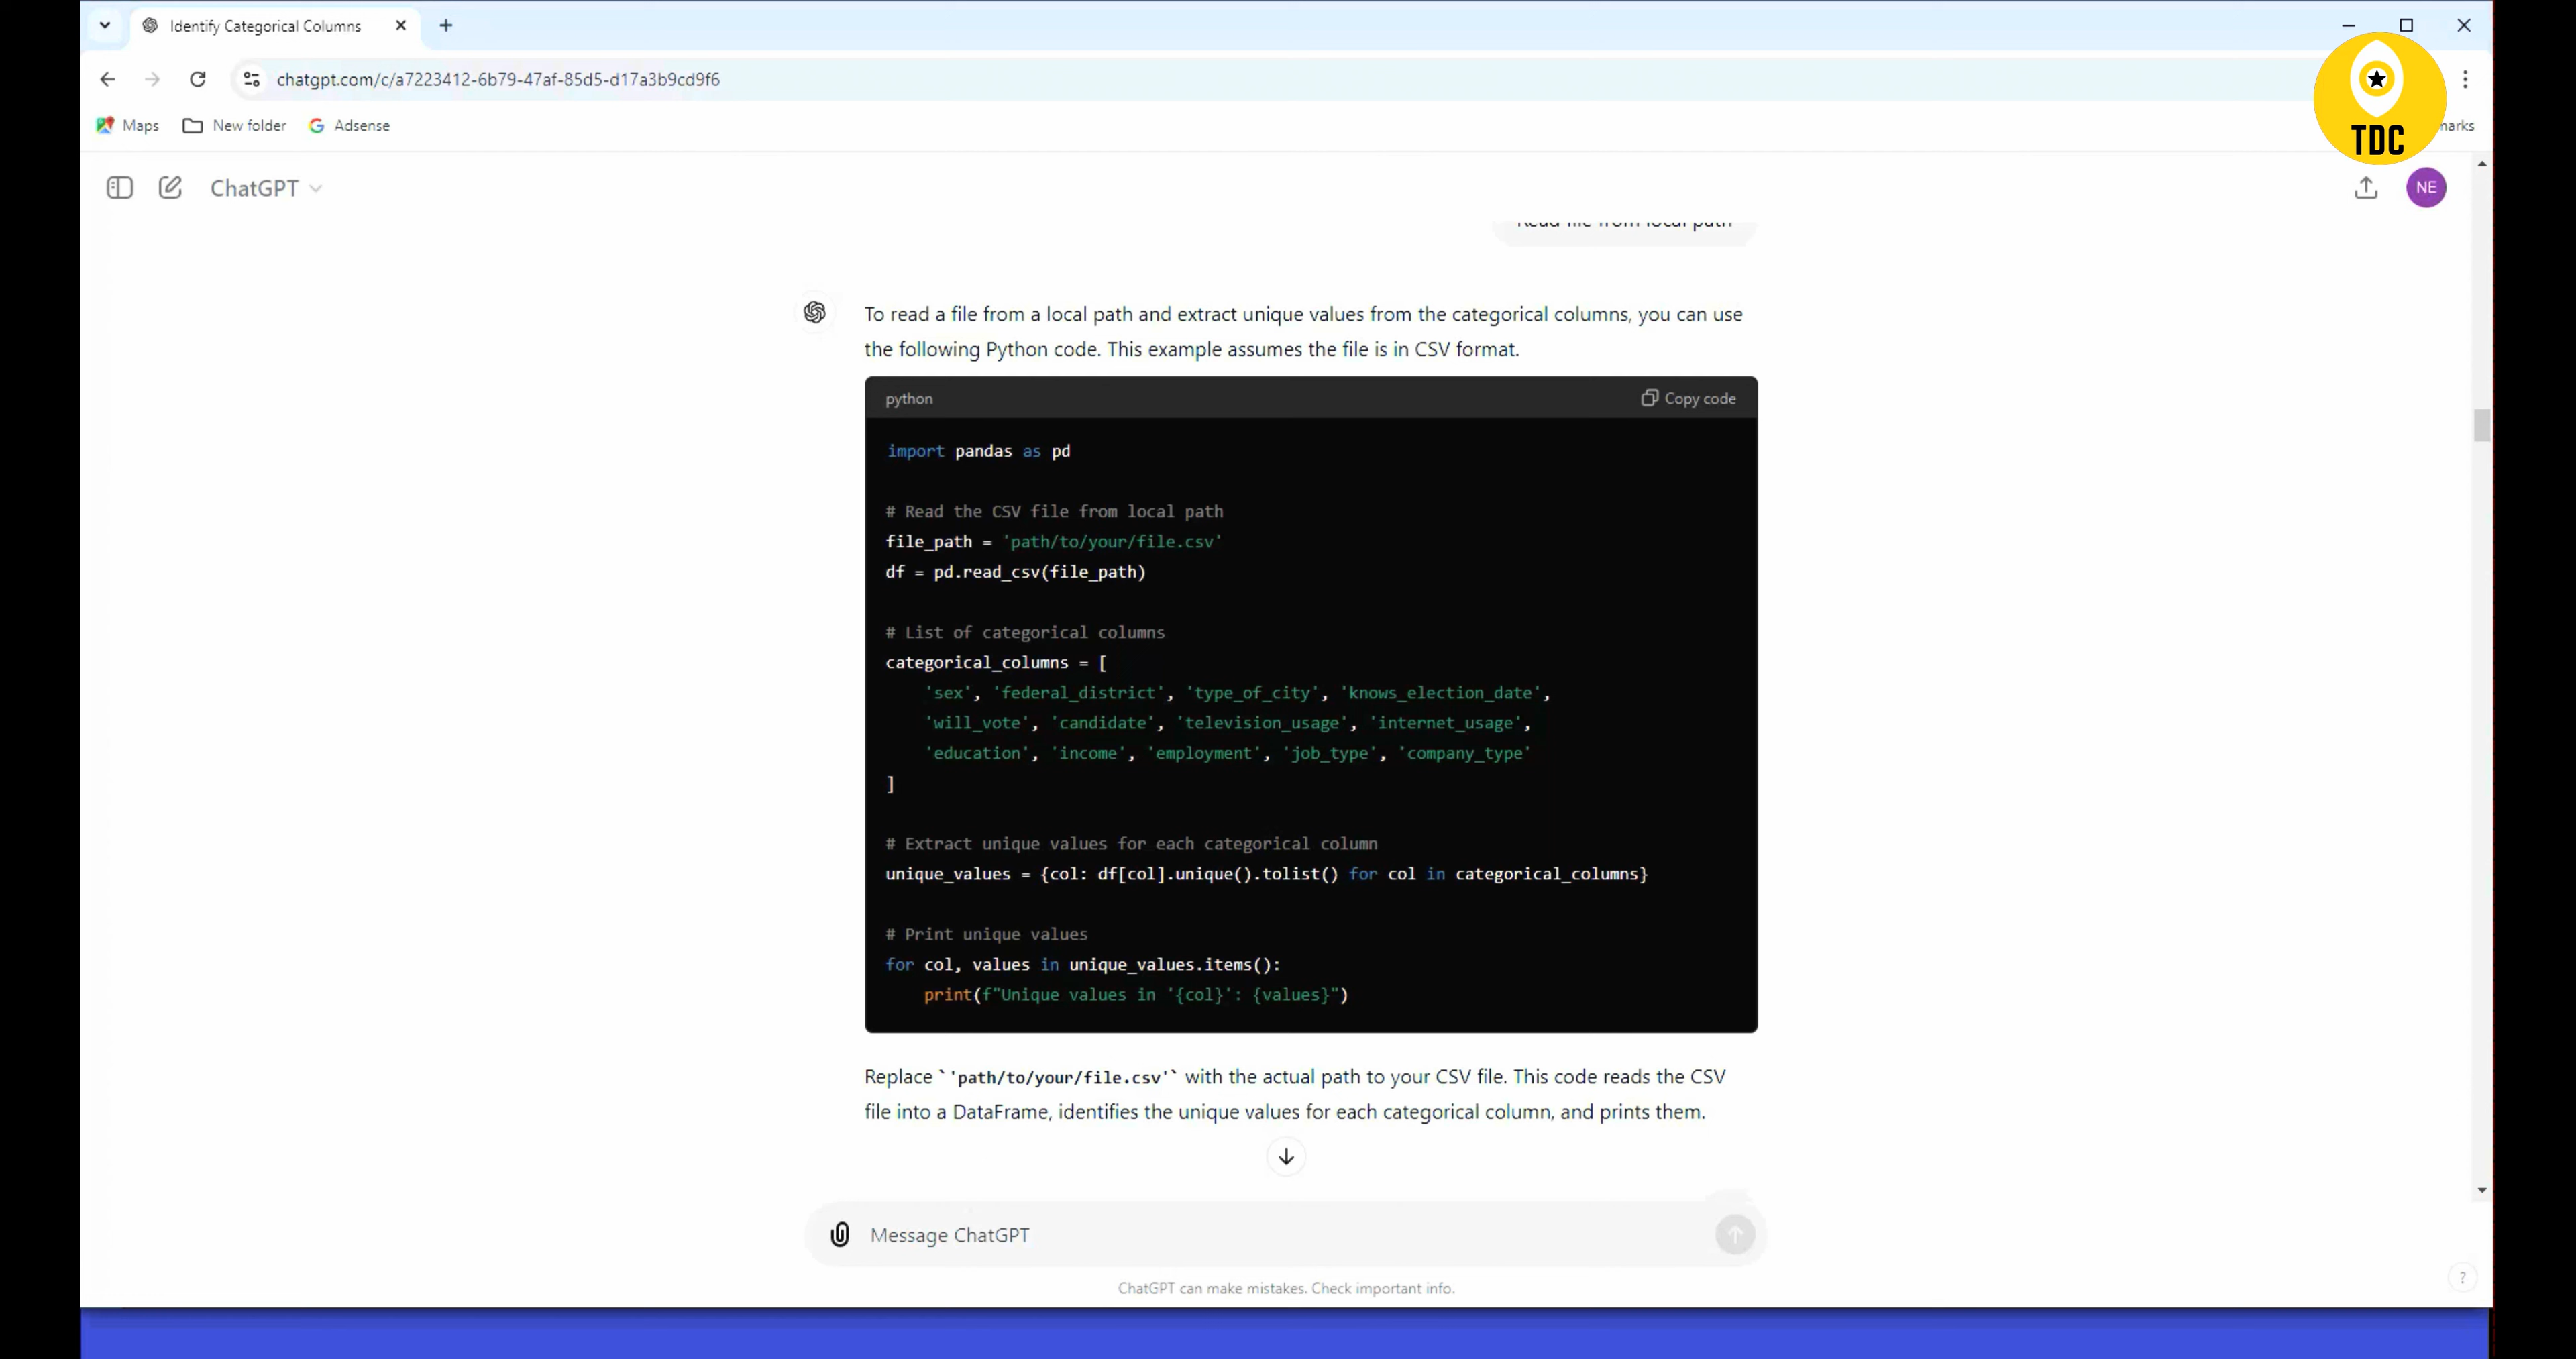 Identify Categorical Columns
chatgpt.com/c/a7223412-6b79-47af-85d5-d17a3b9cd9f6
Maps New folder Adsense
TDC
marks
ChatGPT
NE
Read file from local path
To read a file from a local path and extract unique values from the categorical columns, you can use
the following Python code. This example assumes the file is in CSV format.
python Copy code
import pandas as pd
# Read the CSV file from local path
file_path = 'path/to/your/file.csv'
df = pd.read_csv(file_path)
# List of categorical columns
categorical_columns = [
'sex', 'federal_district', 'type_of_city', 'knows_election_date',
'will_vote', 'candidate', 'television_usage', 'internet_usage',
'education', 'income', 'employment', 'job_type', 'company_type'
]
# Extract unique values for each categorical column
unique_values = {col: df[col].unique().tolist() for col in categorical_columns}
# Print unique values
for col, values in unique_values.items():
print(f"Unique values in '{col}': {values}")
Replace `'path/to/your/file.csv'` with the actual path to your CSV file. This code reads the CSV
file into a DataFrame, identifies the unique values for each categorical column, and prints them.
Message ChatGPT
ChatGPT can make mistakes. Check important info.
?